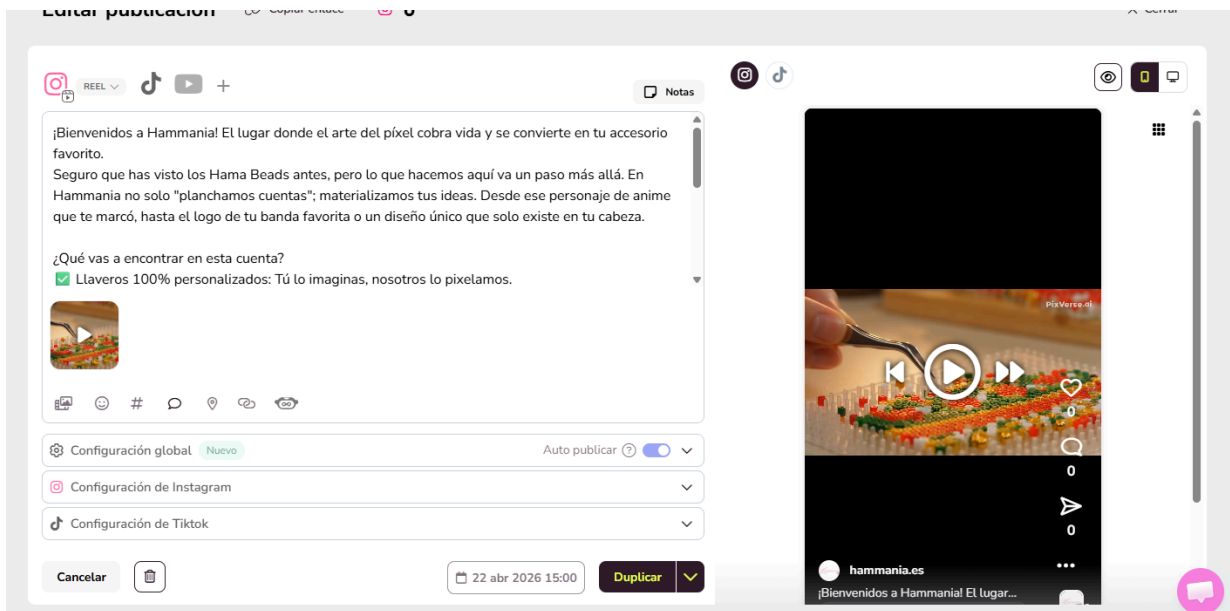 Editar publicación
Copiar enlace
0
Cerrar
REEL
Notas
¡Bienvenidos a Hammania! El lugar donde el arte del píxel cobra vida y se convierte en tu accesorio
favorito.
Seguro que has visto los Hama Beads antes, pero lo que hacemos aquí va un paso más allá. En
Hammania no solo "planchamos cuentas"; materializamos tus ideas. Desde ese personaje de anime
que te marcó, hasta el logo de tu banda favorita o un diseño único que solo existe en tu cabeza.
¿Qué vas a encontrar en esta cuenta?
✅ Llaveros 100% personalizados: Tú lo imaginas, nosotros lo pixelamos.
Configuración global
Nuevo
Auto publicar
Configuración de Instagram
Configuración de Tiktok
Cancelar
22 abr 2026 15:00
Duplicar
PixVerse.ai
0
0
0
hammania.es
¡Bienvenidos a Hammania! El lugar...